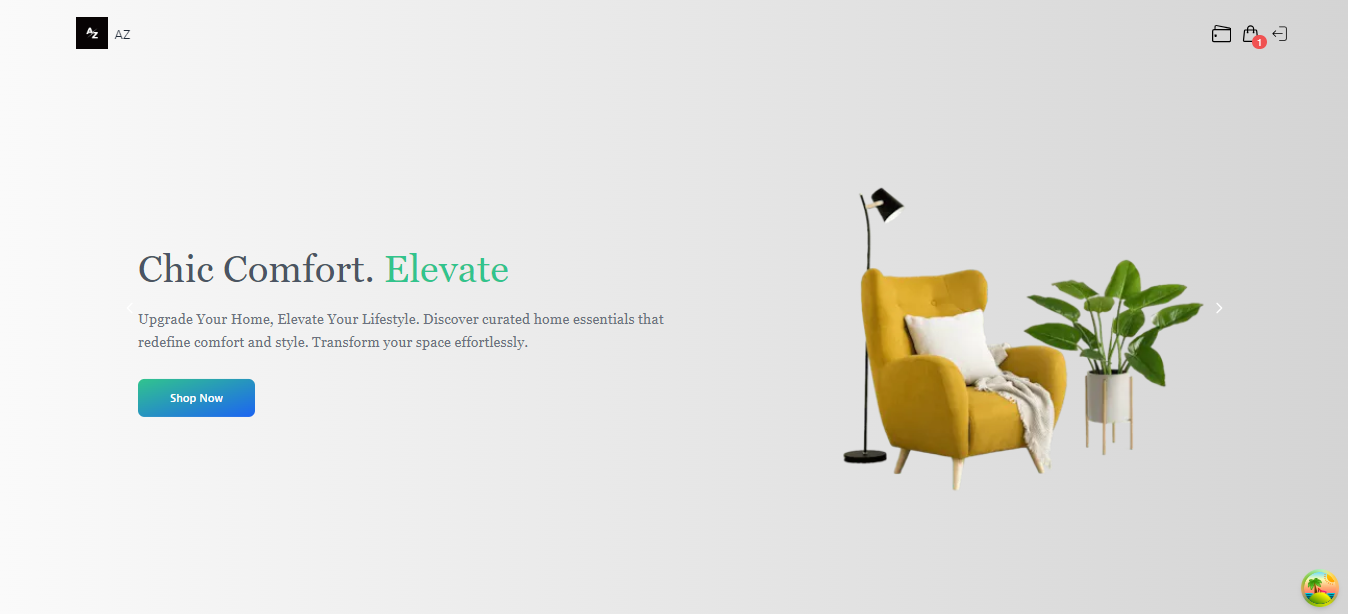 AZ
AZ
1
Chic Comfort. Elevate
Upgrade Your Home, Elevate Your Lifestyle. Discover curated home essentials that
redefine comfort and style. Transform your space effortlessly.
Shop Now